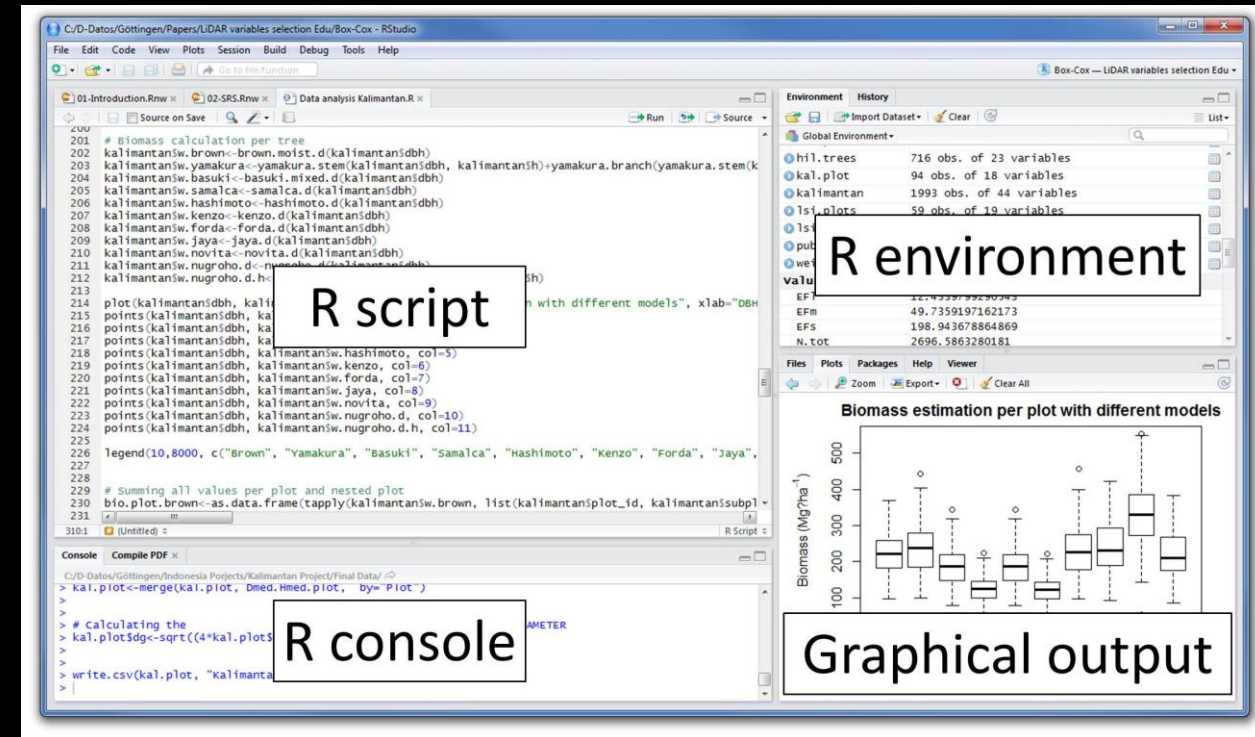 C:/D-Datos/Göttingen/Papers/LiDAR variables selection Edu/Box-Cox - RStudio
File Edit Code View Plots Session Build Debug Tools Help
Go to file/function
Box-Cox — LiDAR variables selection Edu
01-Introduction.Rnw × 02-SRS.Rnw × Data analysis Kalimantan.R ×
Source on Save Run Source
200
201 # Biomass calculation per tree
202 kalimantan$w.brown<-brown.moist.d(kalimantan$dbh)
203 kalimantan$w.yamakura<-yamakura.stem(kalimantan$dbh, kalimantan$h)+yamakura.branch(yamakura.stem(k
204 kalimantan$w.basuki<-basuki.mixed.d(kalimantan$dbh)
205 kalimantan$w.samalca<-samalca.d(kalimantan$dbh)
206 kalimantan$w.hashimoto<-hashimoto.d(kalimantan$dbh)
207 kalimantan$w.kenzo<-kenzo.d(kalimantan$dbh)
208 kalimantan$w.forda<-forda.d(kalimantan$dbh)
209 kalimantan$w.jaya<-jaya.d(kalimantan$dbh)
210 kalimantan$w.novita<-novita.d(kalimantan$dbh)
211 kalimantan$w.nugroho.d<-nugroho.d(kalimantan$dbh)
212 kalimantan$w.nugroho.d.h< $h)
213
214 plot(kalimantan$dbh, kalim n with different models", xlab="DBH
215 points(kalimantan$dbh, ka
216 points(kalimantan$dbh, ka
217 points(kalimantan$dbh, ka
218 points(kalimantan$dbh, kalimantan$w.hashimoto, col=5)
219 points(kalimantan$dbh, kalimantan$w.kenzo, col=6)
220 points(kalimantan$dbh, kalimantan$w.forda, col=7)
221 points(kalimantan$dbh, kalimantan$w.jaya, col=8)
222 points(kalimantan$dbh, kalimantan$w.novita, col=9)
223 points(kalimantan$dbh, kalimantan$w.nugroho.d, col=10)
224 points(kalimantan$dbh, kalimantan$w.nugroho.d.h, col=11)
225
226 legend(10,8000, c("Brown", "Yamakura", "Basuki", "Samalca", "Hashimoto", "Kenzo", "Forda", "Jaya",
227
228
229 # Summing all values per plot and nested plot
230 bio.plot.brown<-as.data.frame(tapply(kalimantan$w.brown, list(kalimantan$plot_id, kalimantan$subpl
231
310:1 (Untitled) R Script
R script
Console Compile PDF ×
C:/D-Datos/Göttingen/Indonesia Porjects/Kalimantan Project/Final Data/
> kal.plot<-merge(kal.plot, Dmed.Hmed.plot, by="Plot")
>
>
> # Calculating the AMETER
> kal.plot$dg<-sqrt((4*kal.plot$
>
>
> write.csv(kal.plot, "Kalimanta
>
R console
Environment History
Import Dataset Clear List
Global Environment
hil.trees 716 obs. of 23 variables
kal.plot 94 obs. of 18 variables
kalimantan 1993 obs. of 44 variables
lsi.plots 59 obs. of 19 variables
lsi
pub
wei
Valu
EFm 49.7359197162173
EFs 198.943678864869
N.tot 2696.5863280181
R environment
Files Plots Packages Help Viewer
Zoom Export Clear All
Biomass estimation per plot with different models
Biomass (Mg?ha⁻¹)
500
400
300
200
100
Graphical output